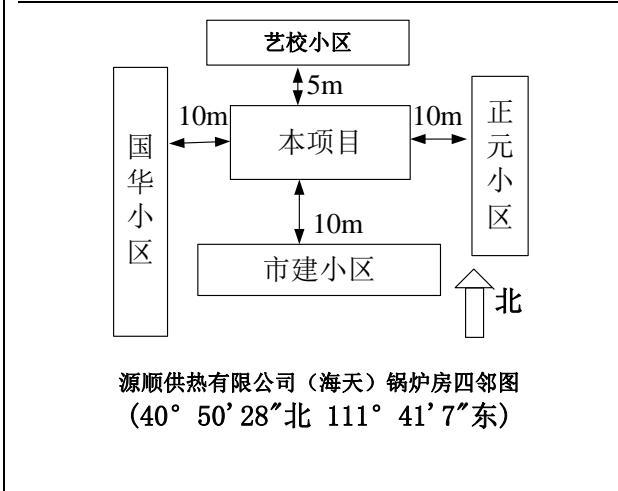 艺校小区
5m
10m
10m
国华小区
本项目
正元小区
10m
市建小区
北
源顺供热有限公司（海天）锅炉房四邻图
(40° 50'28"北 111° 41'7"东)